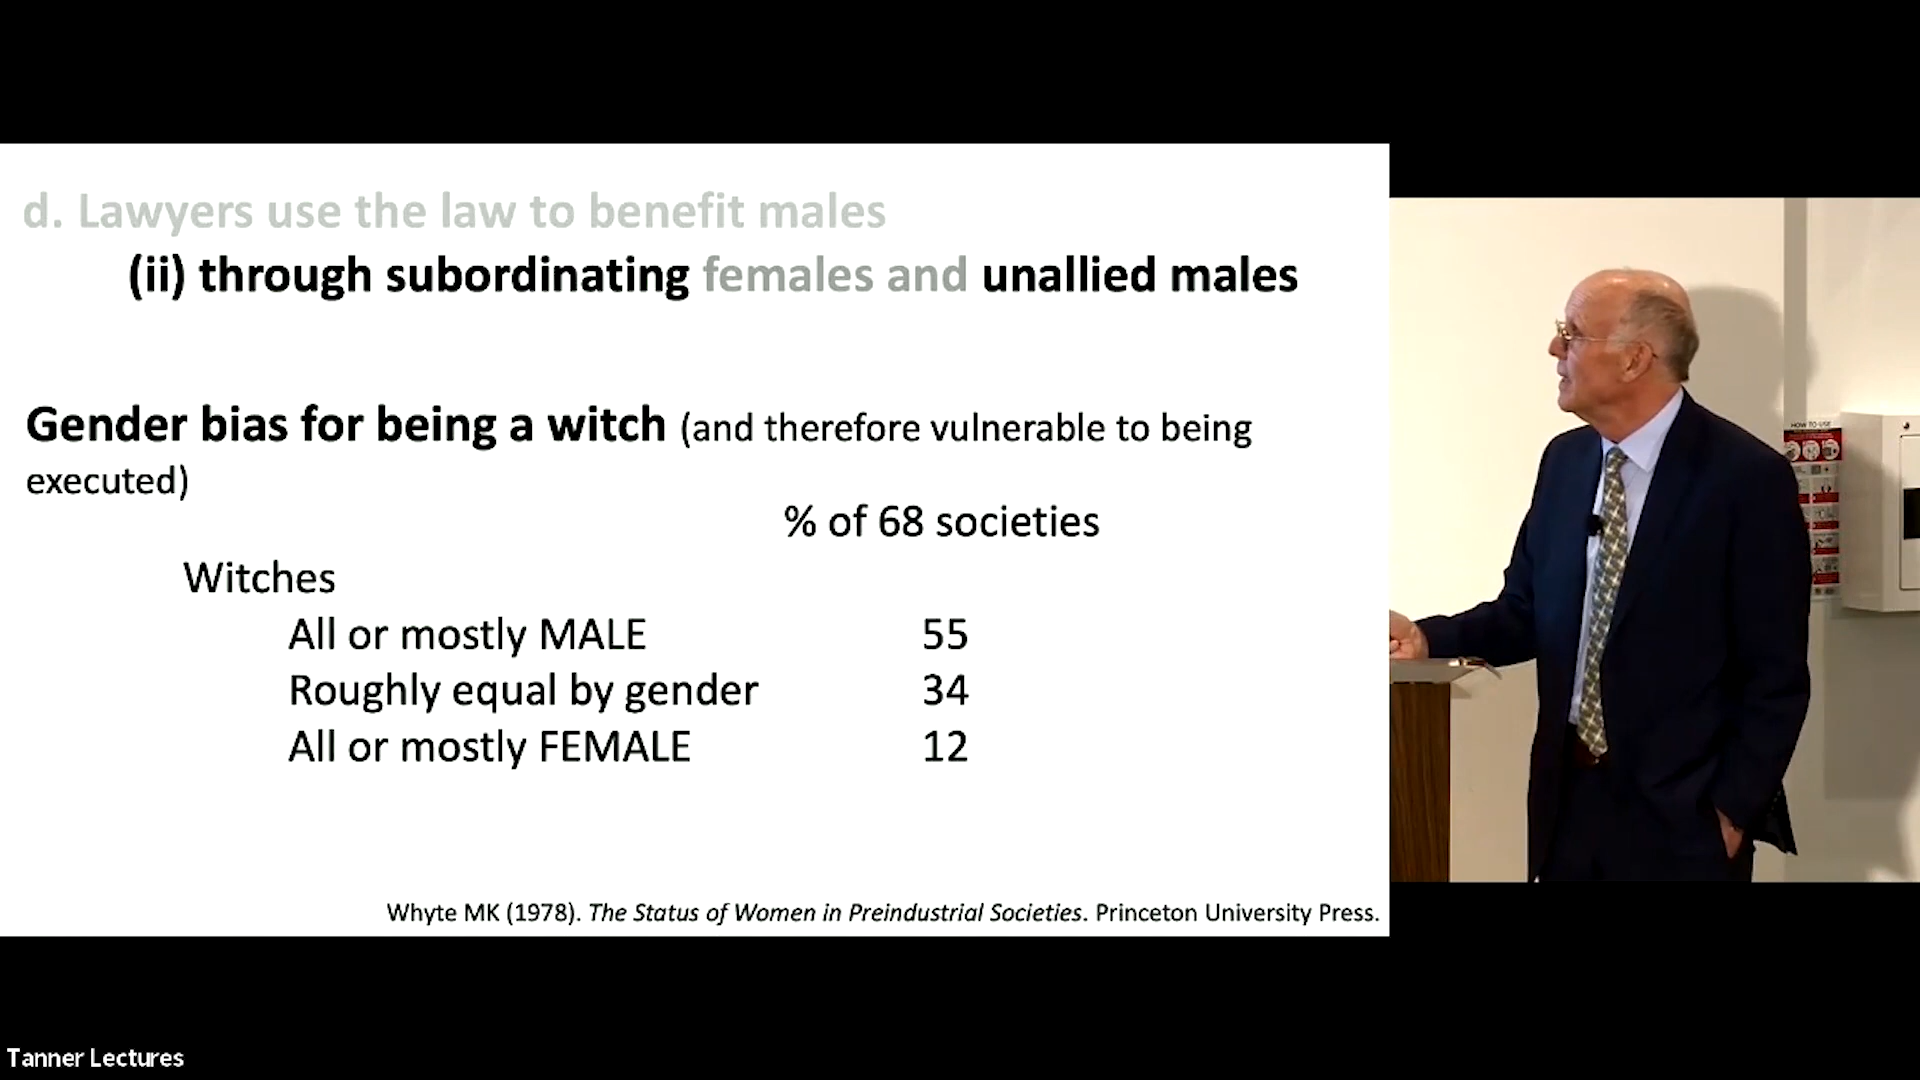 d. Lawyers use the law to benefit males
(ii) through subordinating females and unallied males
Gender bias for being a witch (and therefore vulnerable to being
executed)
% of 68 societies
Witches
All or mostly MALE 55
Roughly equal by gender 34
All or mostly FEMALE 12
Whyte MK (1978). The Status of Women in Preindustrial Societies. Princeton University Press.
HOW TO USE
Tanner Lectures